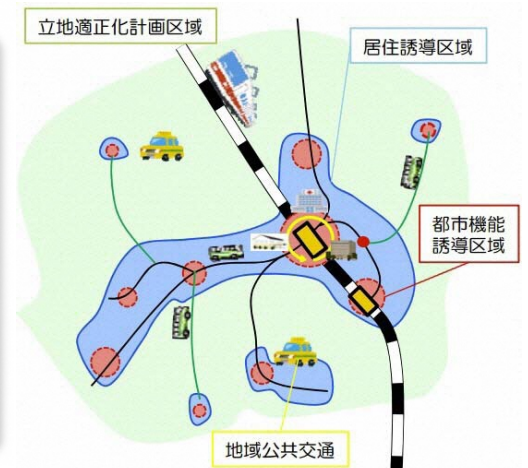 立地適正化計画区域
居住誘導区域
都市機能
誘導区域
地域公共交通